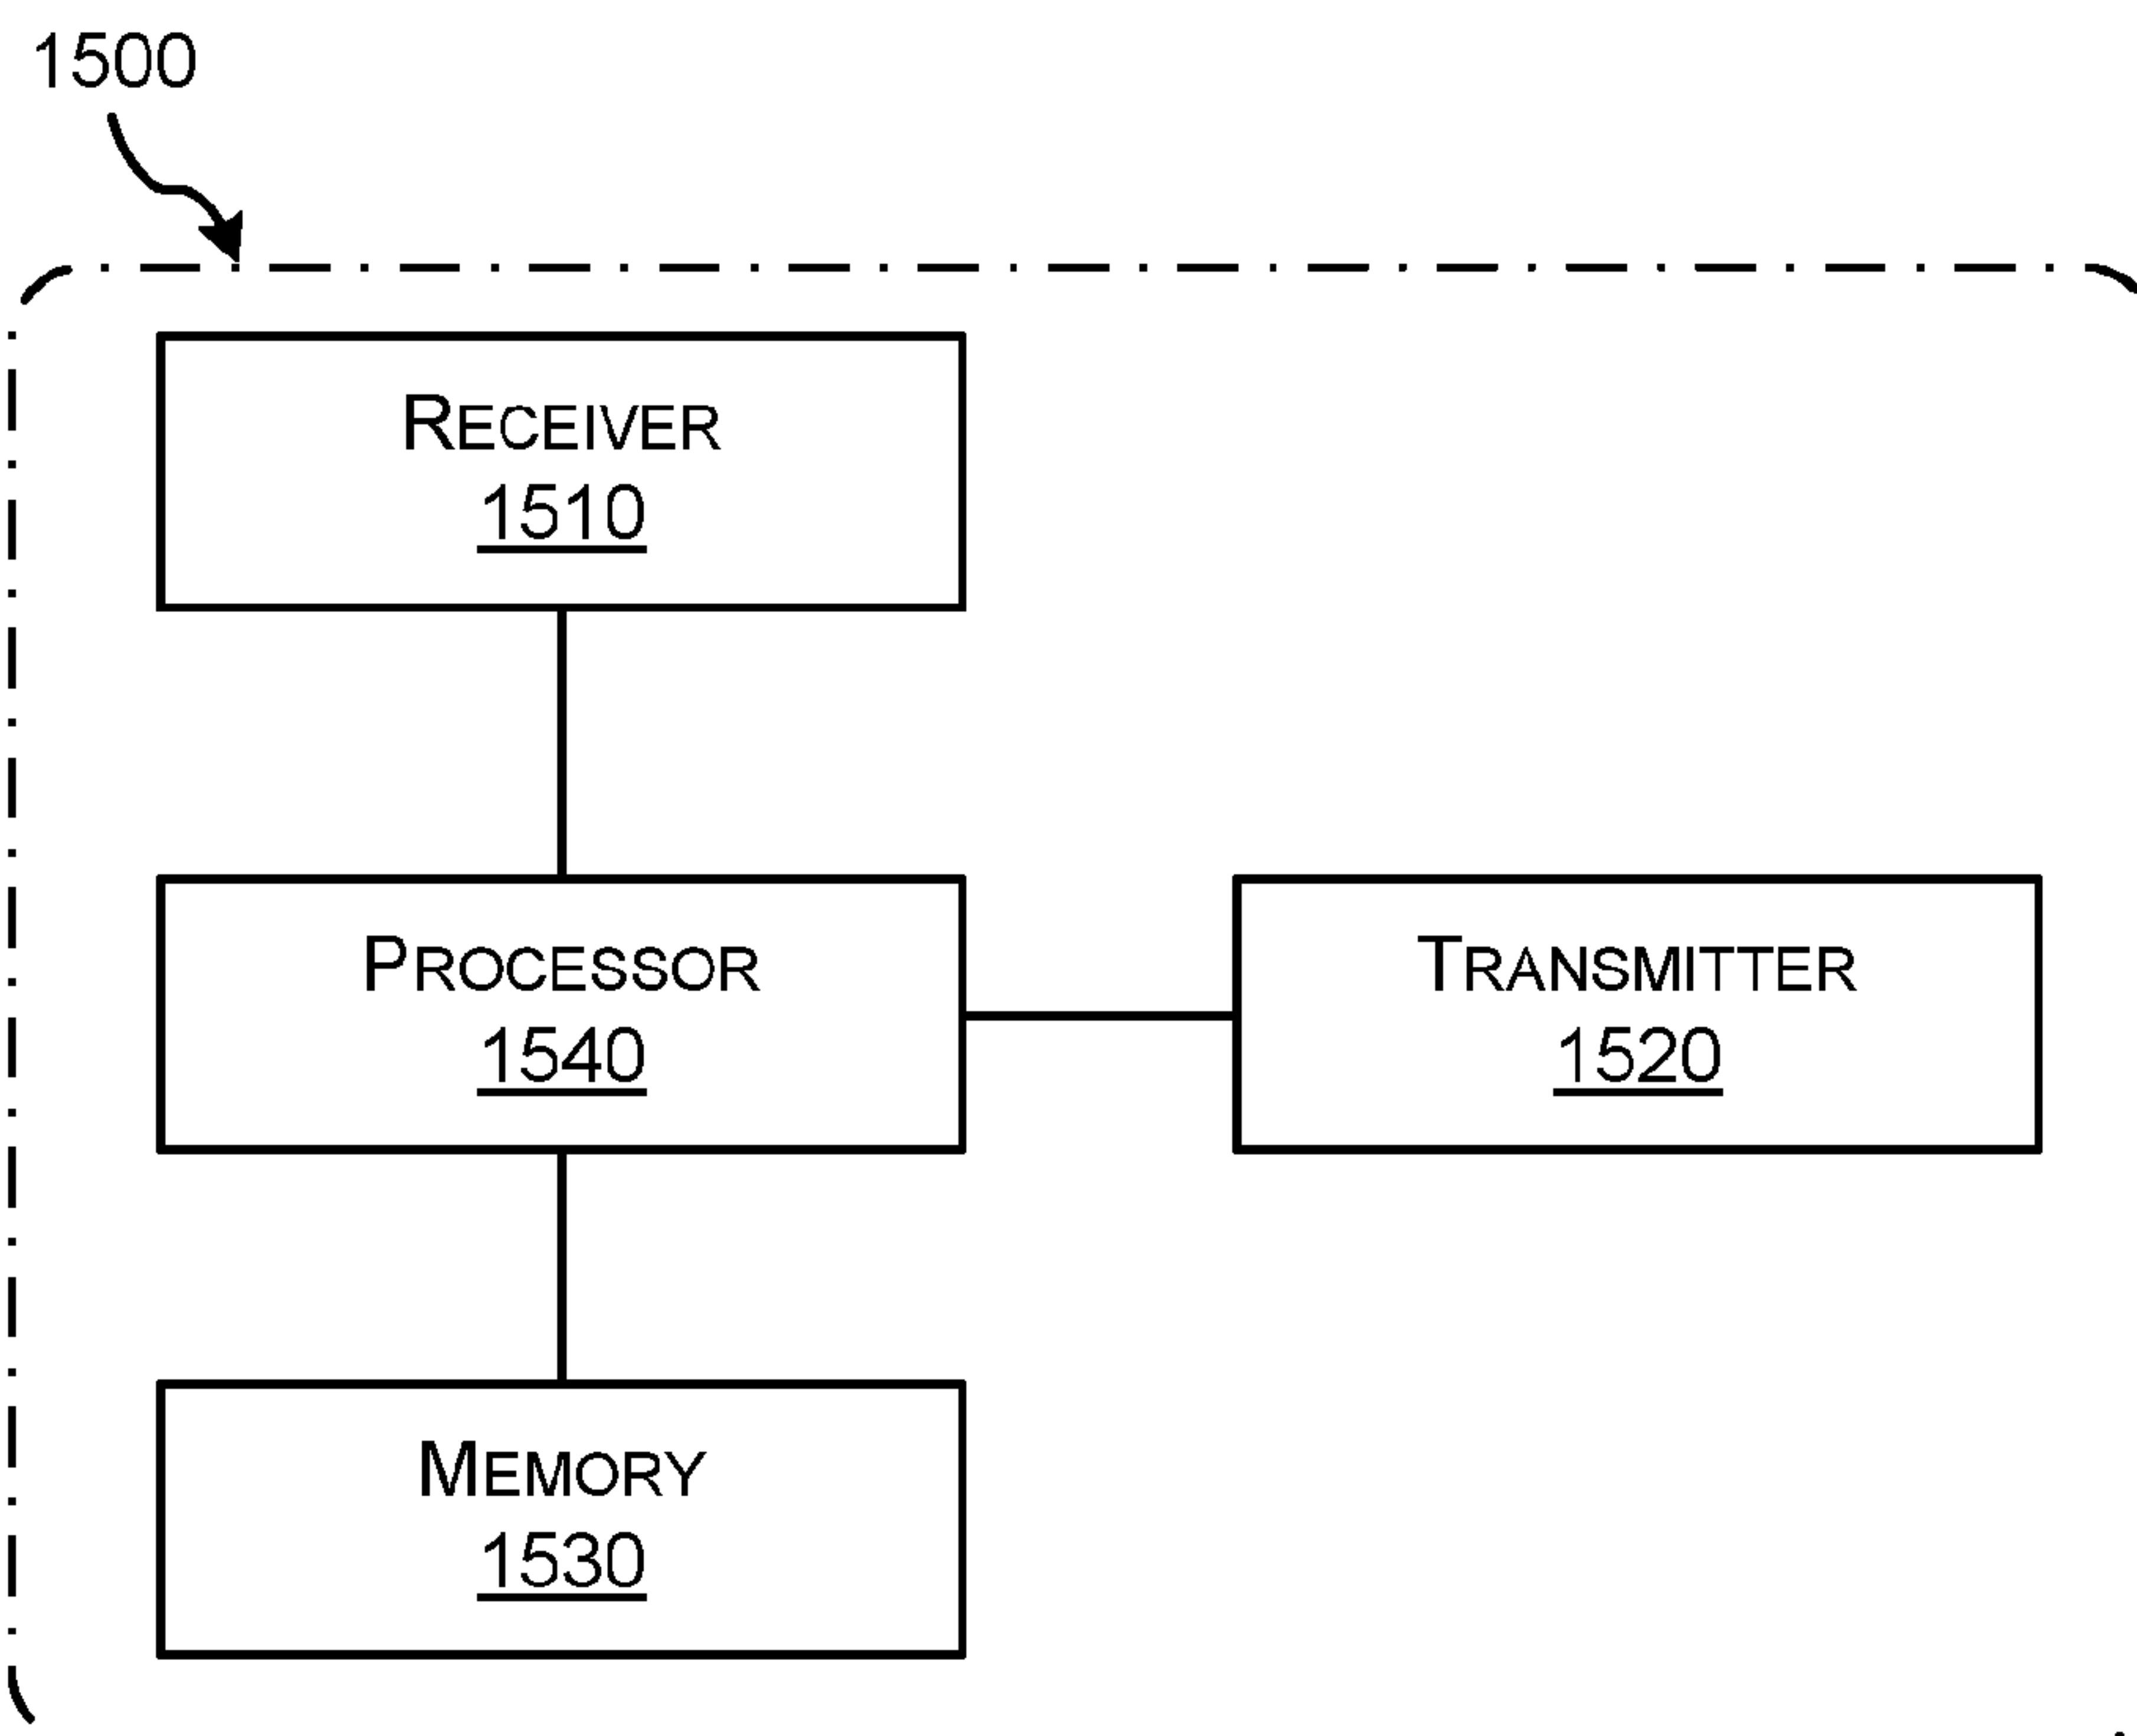 1500
RECEIVER
1510
PROCESSOR
1540
TRANSMITTER
1520
MEMORY
1530